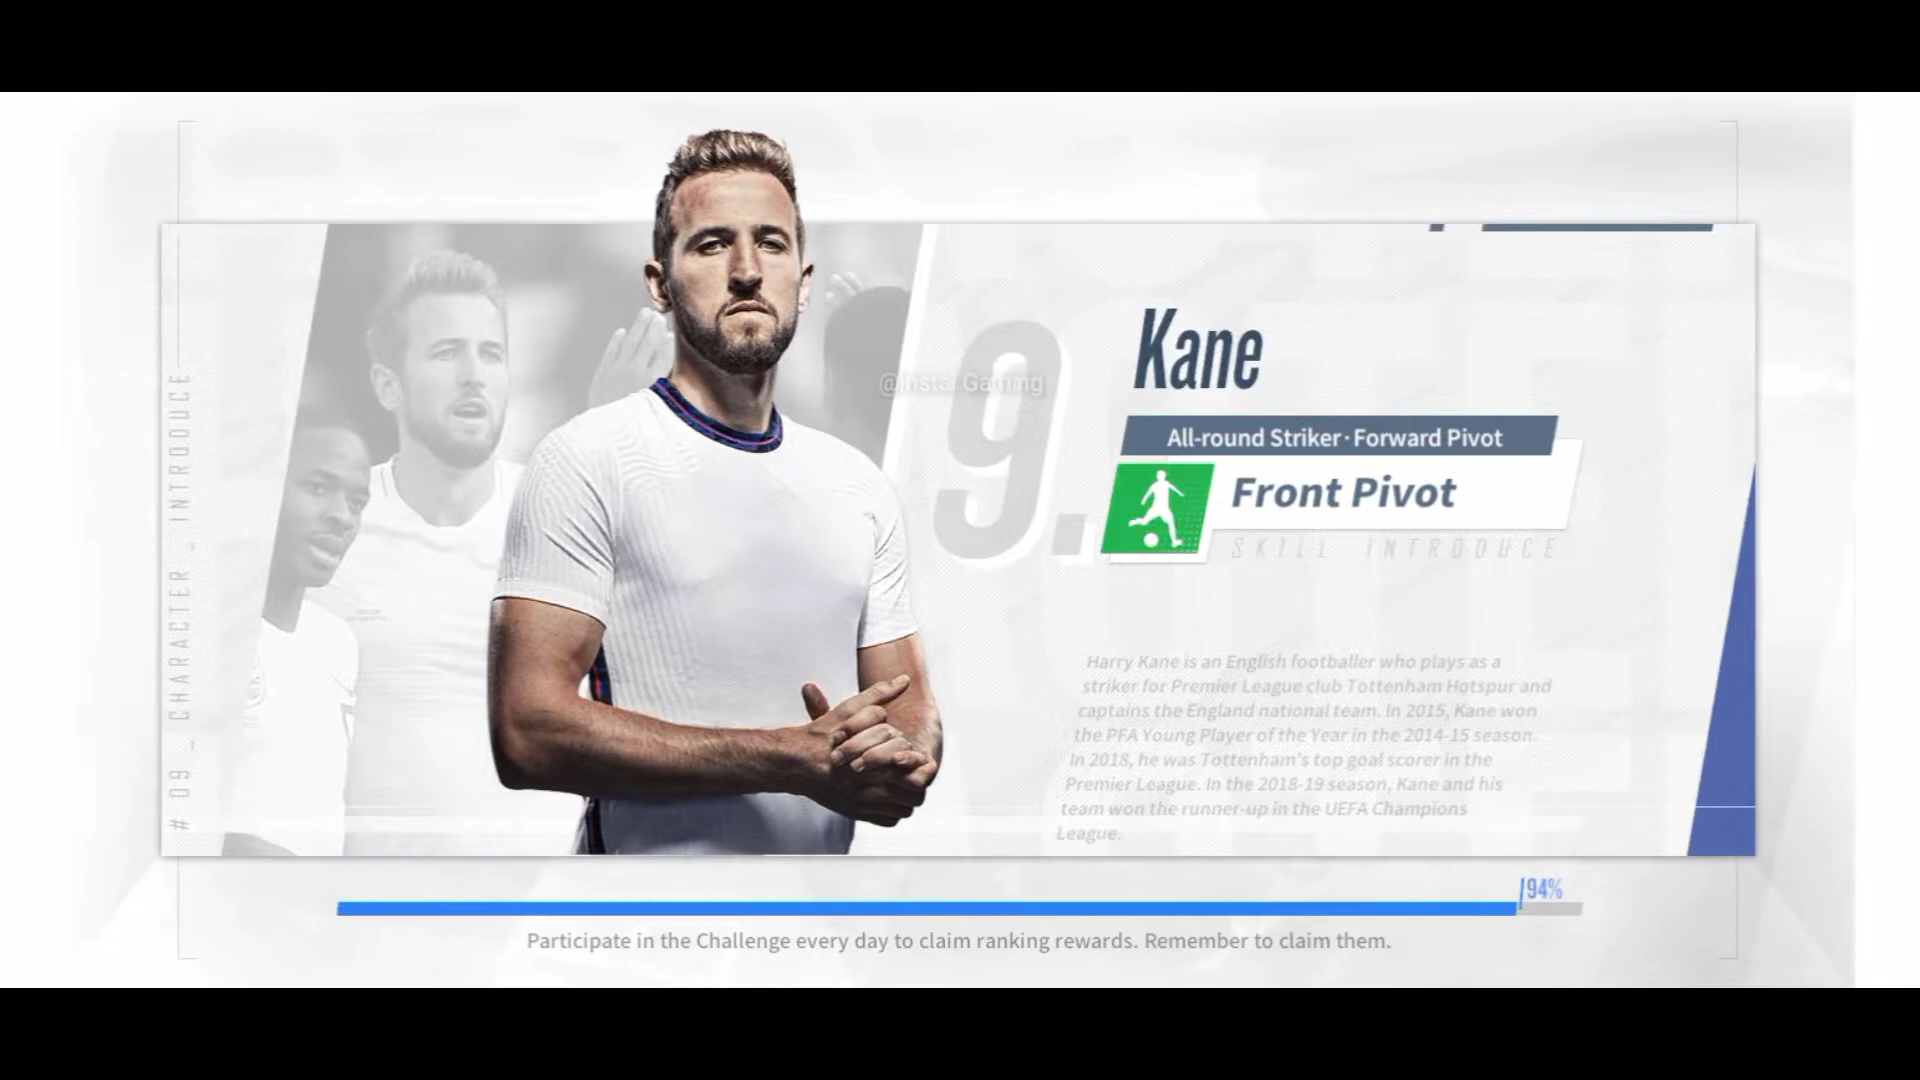 # 09 - CHARACTER - INTRODUCE
9.
Kane
All-round Striker·Forward Pivot
Front Pivot
SKILL INTRODUCE
Harry Kane is an English footballer who plays as a
striker for Premier League club Tottenham Hotspur and
captains the England national team. In 2015, Kane won
the PFA Young Player of the Year in the 2014-15 season.
In 2018, he was Tottenham's top goal scorer in the
Premier League. In the 2018-19 season, Kane and his
team won the runner-up in the UEFA Champions
League.
94%
Participate in the Challenge every day to claim ranking rewards. Remember to claim them.